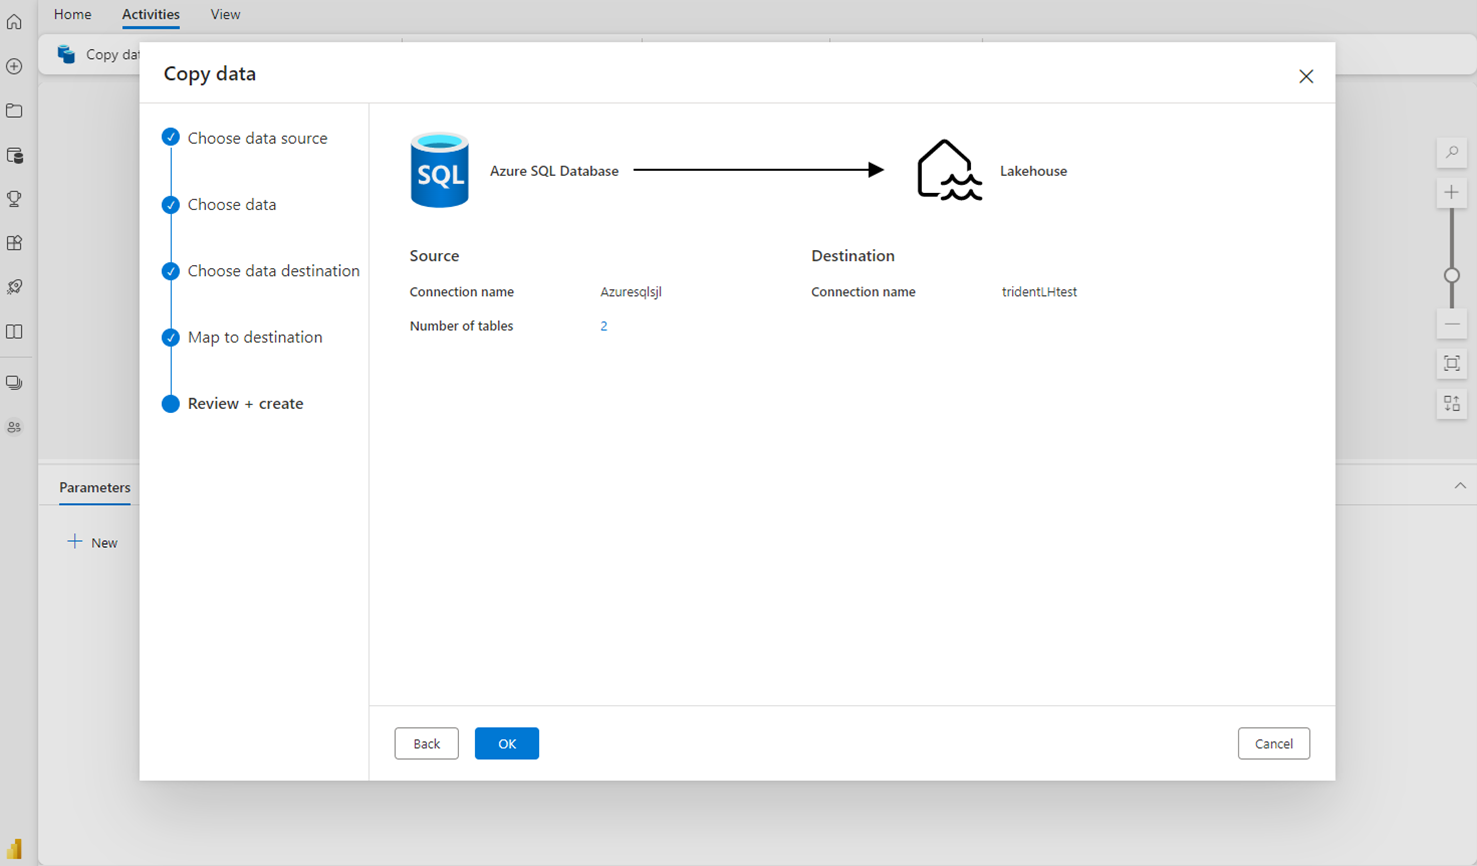 Home Activities View
Copy dat
Copy data
Choose data source
Choose data
Choose data destination
Map to destination
Review + create
SQL
Azure SQL Database
Lakehouse
Source
Connection name Azuresqlsjl
Number of tables 2
Destination
Connection name tridentLHtest
Back OK Cancel
Parameters
New